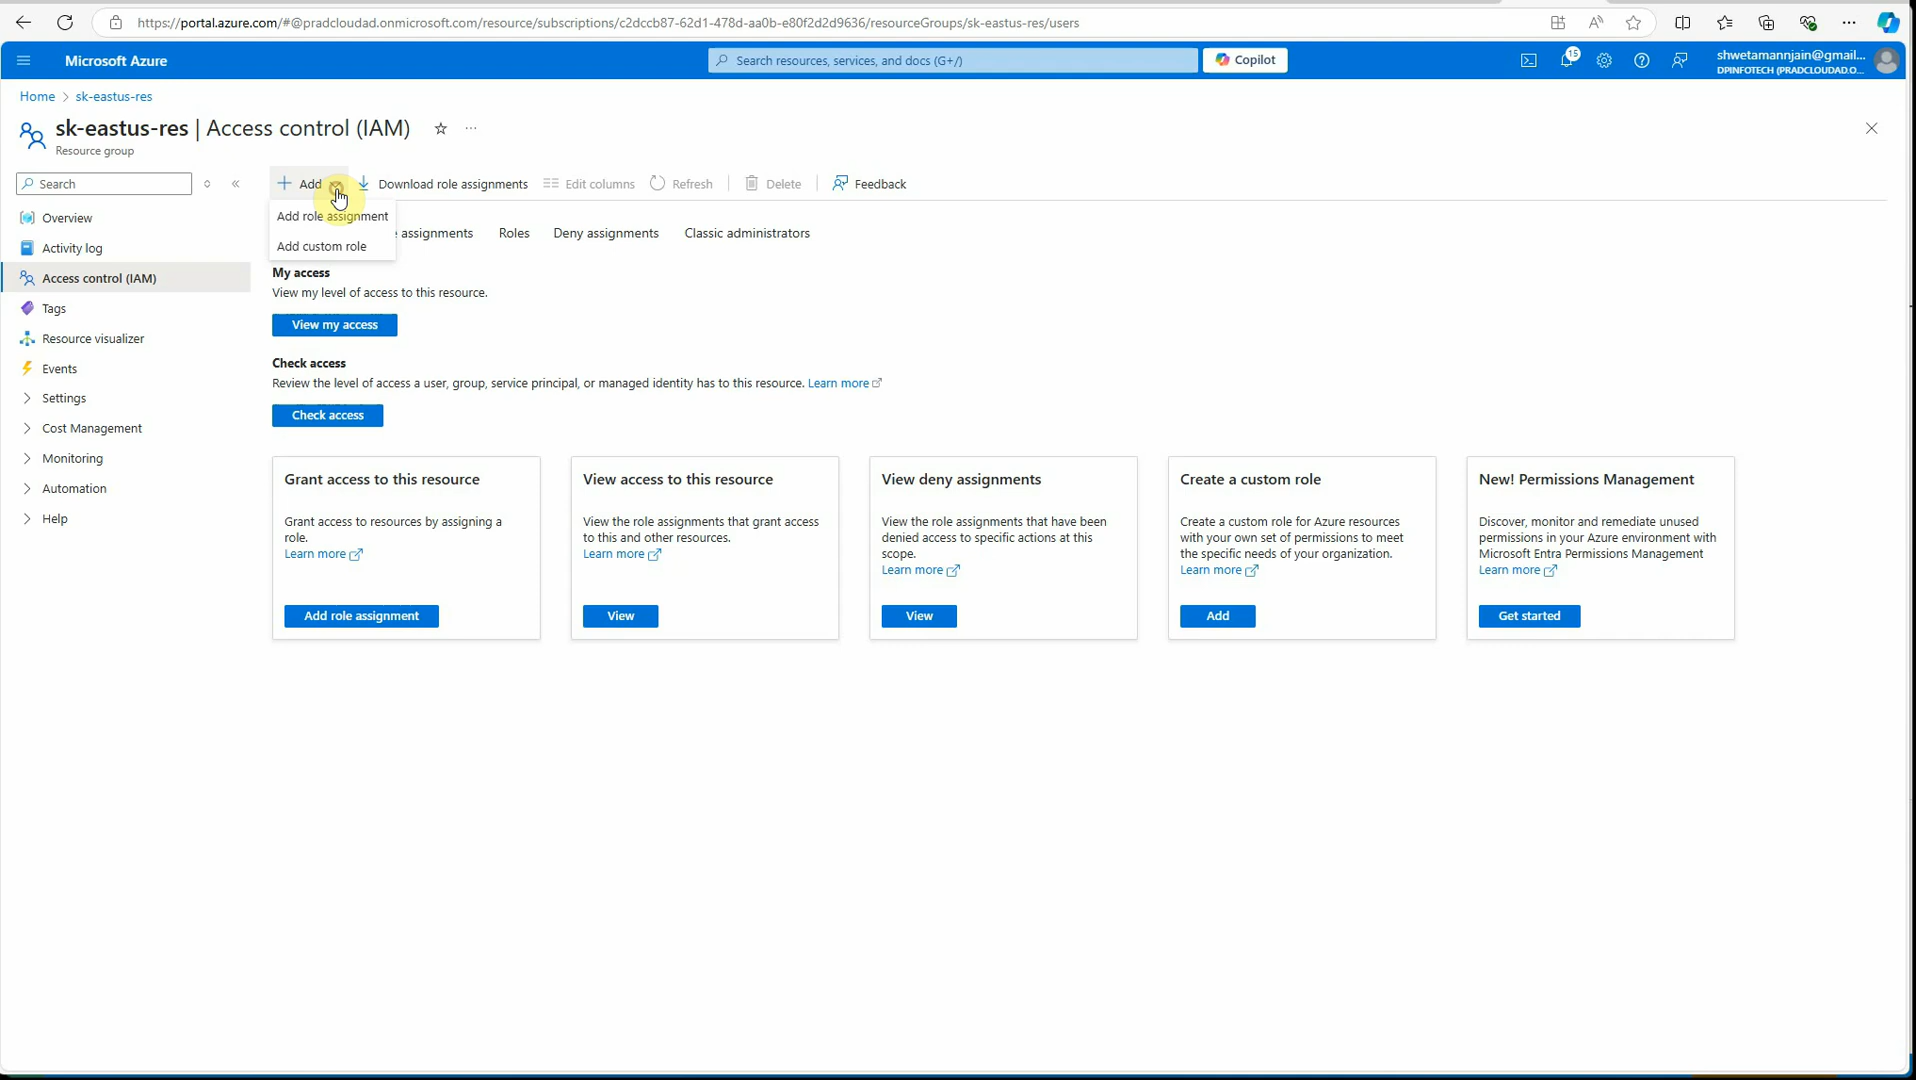 https://portal.azure.com/#@pradcloudad.onmicrosoft.com/resource/subscriptions/c2dccb87-62d1-478d-aa0b-e80f2d2d9636/resourceGroups/sk-eastus-res/users
Microsoft Azure
Search resources, services, and docs (G+/)
Copilot
15
shwetamannjain@gmail...
DPINFOTECH (PRADCLOUDAD.O...
Home > sk-eastus-res
sk-eastus-res | Access control (IAM)
Resource group
Search
Add
Download role assignments
Edit columns
Refresh
Delete
Feedback
Add role assignment
Add custom role
assignments
Roles
Deny assignments
Classic administrators
Overview
Activity log
Access control (IAM)
Tags
Resource visualizer
Events
Settings
Cost Management
Monitoring
Automation
Help
My access
View my level of access to this resource.
View my access
Check access
Review the level of access a user, group, service principal, or managed identity has to this resource. Learn more
Check access
Grant access to this resource
Grant access to resources by assigning a
role.
Learn more
Add role assignment
View access to this resource
View the role assignments that grant access
to this and other resources.
Learn more
View
View deny assignments
View the role assignments that have been
denied access to specific actions at this
scope.
Learn more
View
Create a custom role
Create a custom role for Azure resources
with your own set of permissions to meet
the specific needs of your organization.
Learn more
Add
New! Permissions Management
Discover, monitor and remediate unused
permissions in your Azure environment with
Microsoft Entra Permissions Management
Learn more
Get started